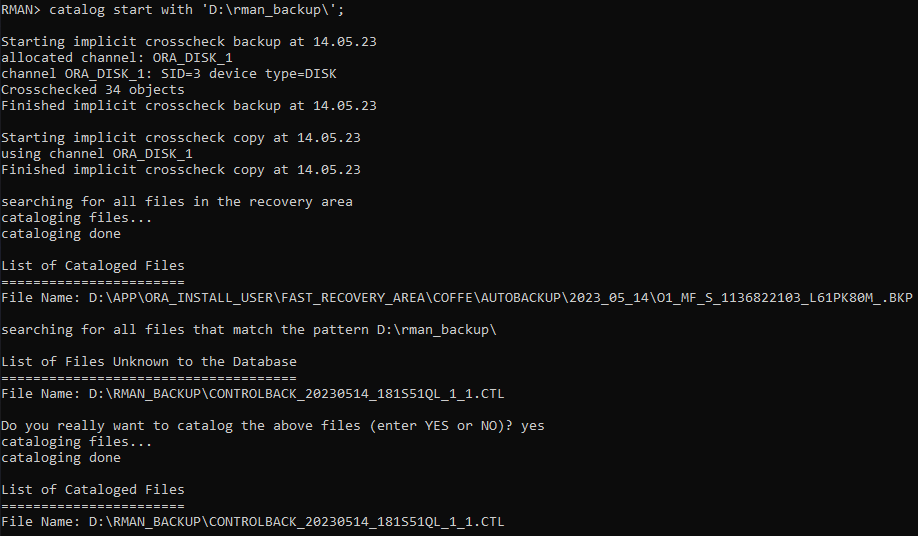 RMAN> catalog start with 'D:\rman_backup\';
Starting implicit crosscheck backup at 14.05.23
allocated channel: ORA_DISK_1
channel ORA_DISK_1: SID=3 device type=DISK
Crosschecked 34 objects
Finished implicit crosscheck backup at 14.05.23
Starting implicit crosscheck copy at 14.05.23
using channel ORA_DISK_1
Finished implicit crosscheck copy at 14.05.23
searching for all files in the recovery area
cataloging files...
cataloging done
List of Cataloged Files
=======================
File Name: D:\APP\ORA_INSTALL_USER\FAST_RECOVERY_AREA\COFFE\AUTOBACKUP\2023_05_14\O1_MF_S_1136822103_L61PK80M_.BKP
searching for all files that match the pattern D:\rman_backup\
List of Files Unknown to the Database
=====================================
File Name: D:\RMAN_BACKUP\CONTROLBACK_20230514_181S51QL_1_1.CTL
Do you really want to catalog the above files (enter YES or NO)? yes
cataloging files...
cataloging done
List of Cataloged Files
=======================
File Name: D:\RMAN_BACKUP\CONTROLBACK_20230514_181S51QL_1_1.CTL